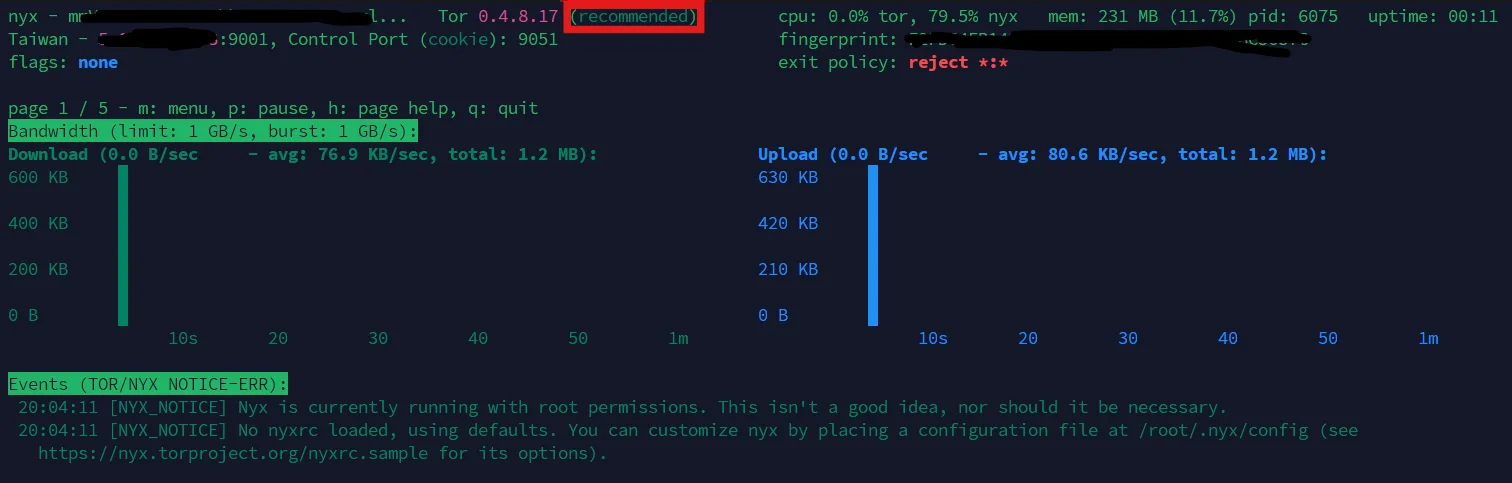 nyx - m l... Tor 0.4.8.17 (recommended) cpu: 0.0% tor, 79.5% nyx mem: 231 MB (11.7%) pid: 6075 uptime: 00:11
Taiwan - :9001, Control Port (cookie): 9051 fingerprint:
flags: none exit policy: reject *:*
page 1 / 5 - m: menu, p: pause, h: page help, q: quit
Bandwidth (limit: 1 GB/s, burst: 1 GB/s):
Download (0.0 B/sec - avg: 76.9 KB/sec, total: 1.2 MB): Upload (0.0 B/sec - avg: 80.6 KB/sec, total: 1.2 MB):
600 KB 630 KB
400 KB 420 KB
200 KB 210 KB
0 B 0 B
10s 20 30 40 50 1m 10s 20 30 40 50 1m
Events (TOR/NYX NOTICE-ERR):
20:04:11 [NYX_NOTICE] Nyx is currently running with root permissions. This isn't a good idea, nor should it be necessary.
20:04:11 [NYX_NOTICE] No nyxrc loaded, using defaults. You can customize nyx by placing a configuration file at /root/.nyx/config (see
https://nyx.torproject.org/nyxrc.sample for its options).